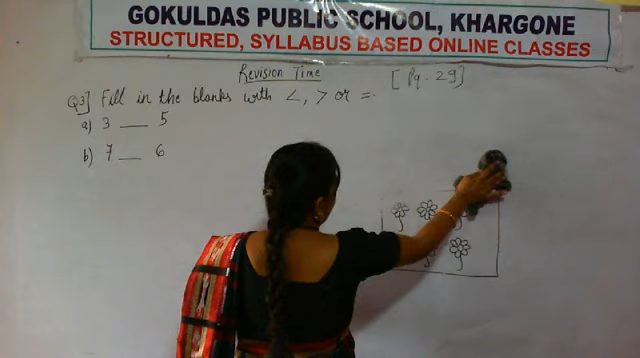 GOKULDAS PUBLIC SCHOOL, KHARGONE
STRUCTURED, SYLLABUS BASED ONLINE CLASSES
Revision Time
[Pg. 29]
Q3] Fill in the blanks with <, > or =.
a) 3 ___ 5
b) 7 ___ 6